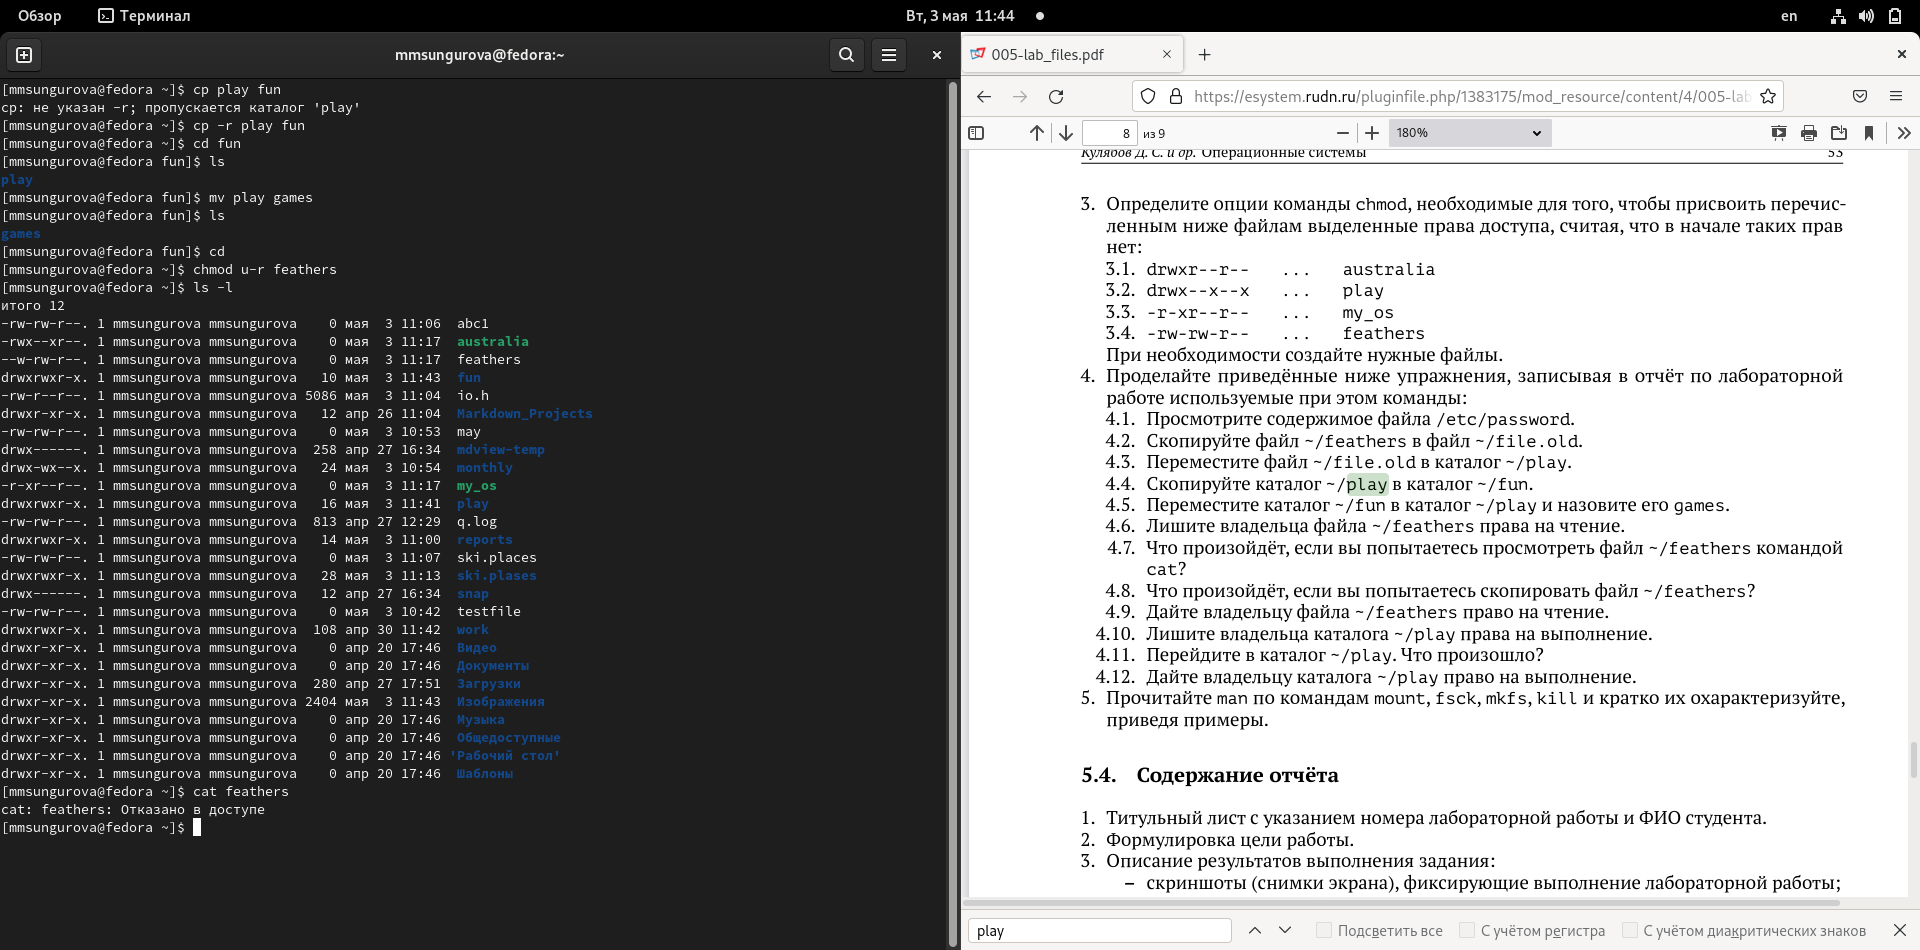 Обзор
Терминал
Вт, 3 мая 11:44
en
mmsungurova@fedora:~
[mmsungurova@fedora ~]$ cp play fun
cp: не указан -r; пропускается каталог 'play'
[mmsungurova@fedora ~]$ cp -r play fun
[mmsungurova@fedora ~]$ cd fun
[mmsungurova@fedora fun]$ ls
play
[mmsungurova@fedora fun]$ mv play games
[mmsungurova@fedora fun]$ ls
games
[mmsungurova@fedora fun]$ cd
[mmsungurova@fedora ~]$ chmod u-r feathers
[mmsungurova@fedora ~]$ ls -l
итого 12
-rw-rw-r--. 1 mmsungurova mmsungurova 0 мая 3 11:06 abc1
-rwx--xr--. 1 mmsungurova mmsungurova 0 мая 3 11:17 australia
--w-rw-r--. 1 mmsungurova mmsungurova 0 мая 3 11:17 feathers
drwxrwxr-x. 1 mmsungurova mmsungurova 10 мая 3 11:43 fun
-rw-r--r--. 1 mmsungurova mmsungurova 5086 мая 3 11:04 io.h
drwxr-xr-x. 1 mmsungurova mmsungurova 12 апр 26 11:04 Markdown_Projects
-rw-rw-r--. 1 mmsungurova mmsungurova 0 мая 3 10:53 may
drwx------. 1 mmsungurova mmsungurova 258 апр 27 16:34 mdview-temp
drwx-wx--x. 1 mmsungurova mmsungurova 24 мая 3 10:54 monthly
-r-xr--r--. 1 mmsungurova mmsungurova 0 мая 3 11:17 my_os
drwxrwxr-x. 1 mmsungurova mmsungurova 16 мая 3 11:41 play
-rw-rw-r--. 1 mmsungurova mmsungurova 813 апр 27 12:29 q.log
drwxrwxr-x. 1 mmsungurova mmsungurova 14 мая 3 11:00 reports
-rw-rw-r--. 1 mmsungurova mmsungurova 0 мая 3 11:07 ski.places
drwxrwxr-x. 1 mmsungurova mmsungurova 28 мая 3 11:13 ski.plases
drwx------. 1 mmsungurova mmsungurova 12 апр 27 16:34 snap
-rw-rw-r--. 1 mmsungurova mmsungurova 0 мая 3 10:42 testfile
drwxrwxr-x. 1 mmsungurova mmsungurova 108 апр 30 11:42 work
drwxr-xr-x. 1 mmsungurova mmsungurova 0 апр 20 17:46 Видео
drwxr-xr-x. 1 mmsungurova mmsungurova 0 апр 20 17:46 Документы
drwxr-xr-x. 1 mmsungurova mmsungurova 280 апр 27 17:51 Загрузки
drwxr-xr-x. 1 mmsungurova mmsungurova 2404 мая 3 11:43 Изображения
drwxr-xr-x. 1 mmsungurova mmsungurova 0 апр 20 17:46 Музыка
drwxr-xr-x. 1 mmsungurova mmsungurova 0 апр 20 17:46 Общедоступные
drwxr-xr-x. 1 mmsungurova mmsungurova 0 апр 20 17:46 'Рабочий стол'
drwxr-xr-x. 1 mmsungurova mmsungurova 0 апр 20 17:46 Шаблоны
[mmsungurova@fedora ~]$ cat feathers
cat: feathers: Отказано в доступе
[mmsungurova@fedora ~]$
005-lab_files.pdf
https://esystem.rudn.ru/pluginfile.php/1383175/mod_resource/content/4/005-lab
8 из 9
180%
Кулябов Д. С. и др. Операционные системы 53
3. Определите опции команды chmod, необходимые для того, чтобы присвоить перечис-
ленным ниже файлам выделенные права доступа, считая, что в начале таких прав
нет:
3.1. drwxr--r-- ... australia
3.2. drwx--x--x ... play
3.3. -r-xr--r-- ... my_os
3.4. -rw-rw-r-- ... feathers
При необходимости создайте нужные файлы.
4. Проделайте приведённые ниже упражнения, записывая в отчёт по лабораторной
работе используемые при этом команды:
4.1. Просмотрите содержимое файла /etc/password.
4.2. Скопируйте файл ~/feathers в файл ~/file.old.
4.3. Переместите файл ~/file.old в каталог ~/play.
4.4. Скопируйте каталог ~/play в каталог ~/fun.
4.5. Переместите каталог ~/fun в каталог ~/play и назовите его games.
4.6. Лишите владельца файла ~/feathers права на чтение.
4.7. Что произойдёт, если вы попытаетесь просмотреть файл ~/feathers командой
cat?
4.8. Что произойдёт, если вы попытаетесь скопировать файл ~/feathers?
4.9. Дайте владельцу файла ~/feathers право на чтение.
4.10. Лишите владельца каталога ~/play права на выполнение.
4.11. Перейдите в каталог ~/play. Что произошло?
4.12. Дайте владельцу каталога ~/play право на выполнение.
5. Прочитайте man по командам mount, fsck, mkfs, kill и кратко их охарактеризуйте,
приведя примеры.
5.4. Содержание отчёта
1. Титульный лист с указанием номера лабораторной работы и ФИО студента.
2. Формулировка цели работы.
3. Описание результатов выполнения задания:
– скриншоты (снимки экрана), фиксирующие выполнение лабораторной работы;
play
Подсветить все
С учётом регистра
С учётом диакритических знаков